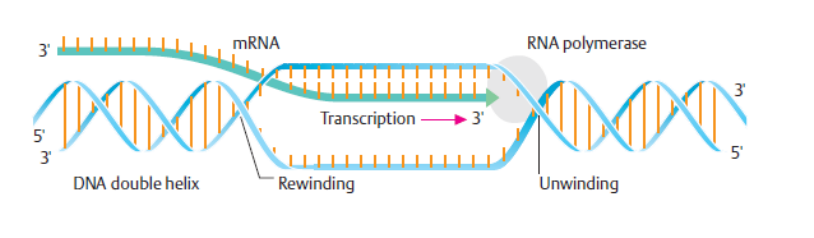 3'
mRNA
RNA polymerase
3'
Transcription
3'
5'
3'
5'
DNA double helix
Rewinding
Unwinding